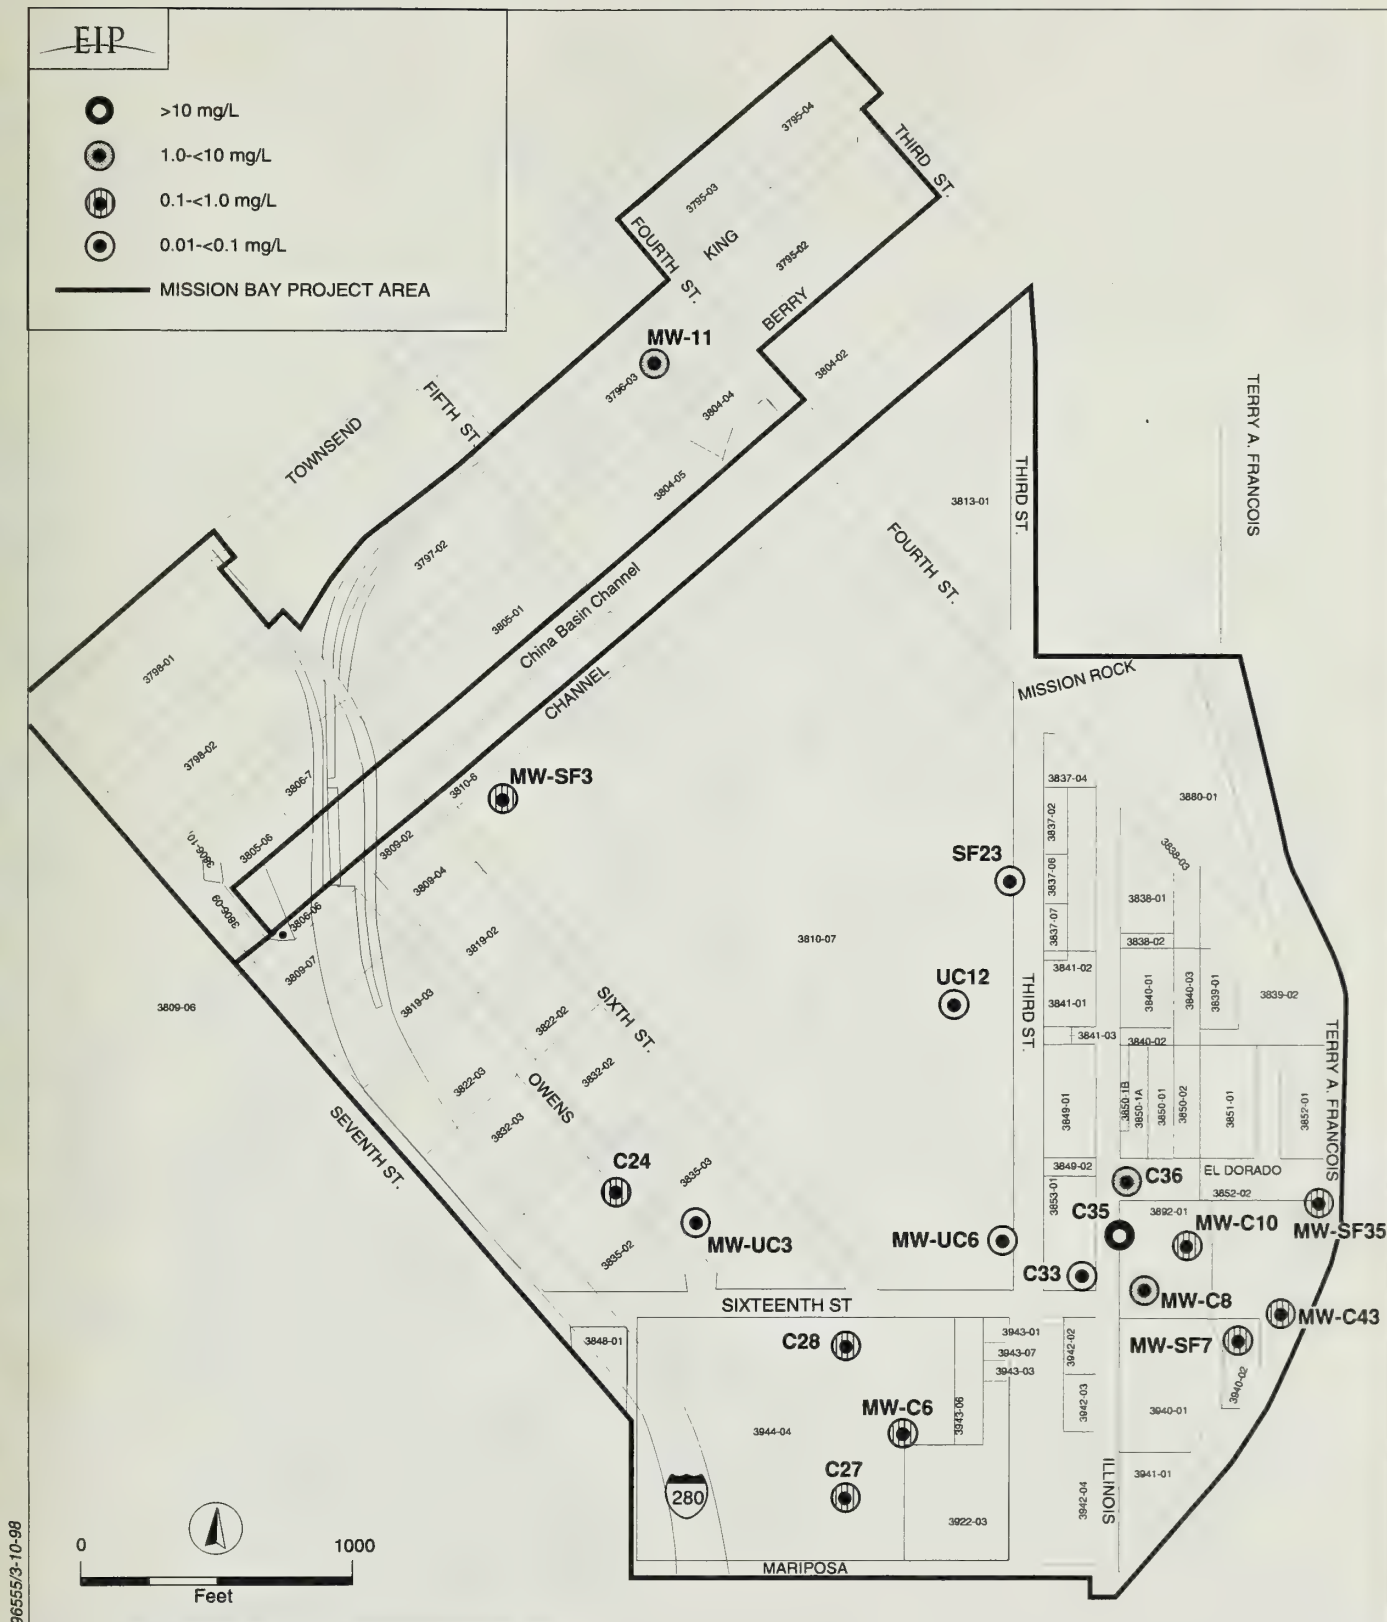 EIP
>10 mg/L
1.0-<10 mg/L
0.1-<1.0 mg/L
0.01-<0.1 mg/L
MISSION BAY PROJECT AREA
3795-04
THIRD ST.
3795-03
FOURTH ST.
KING
3795-02
BERRY
MW-11
3796-03
3804-02
3804-04
FIFTH ST.
TOWNSEND
TERRY A. FRANCOIS
3804-05
THIRD ST.
3813-01
FOURTH ST.
3797-02
3805-01
China Basin Channel
CHANNEL
3798-01
MISSION ROCK
3798-02
3806-7
3810-6
MW-SF3
3837-04
3880-01
3837-02
3809-02
3805-06
3806-10
SF23
3838-03
3837-06
3809-04
3838-01
3806-09
3806-06
3837-07
3819-02
3810-07
3838-02
3809-07
3841-02
UC12
THIRD ST.
3841-01
3840-01
3840-03
3839-01
3839-02
3809-06
3819-03
SIXTH ST.
3822-02
3841-03
3840-02
TERRY A. FRANCOIS
3822-03
3832-02
OWENS
3832-03
SEVENTH ST.
3849-01
3850-1B
3850-1A
3850-01
3850-02
3851-01
3852-01
C24
3835-03
3849-02
EL DORADO
C36
3852-02
3853-01
C35
3892-01
MW-C10
MW-SF35
MW-UC3
MW-UC6
3835-02
C33
MW-C8
SIXTEENTH ST
MW-C43
3848-01
C28
3943-01
3943-07
3943-03
3942-02
MW-SF7
3940-02
MW-C6
3943-06
3942-03
3940-01
3944-04
C27
280
3941-01
ILLINOIS
3942-04
3922-03
MARIPOSA
0
1000
Feet
96555/3-10-98